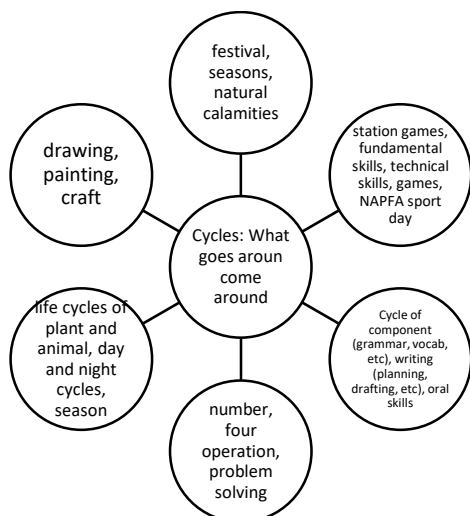 festival,
seasons,
natural
calamities
station games,
fundamental
skills, technical
skills, games,
NAPFA sport
day
Cycle of
component
(grammar, vocab,
etc), writing
(planning,
drafting, etc), oral
skills
number,
four
operation,
problem
solving
life cycles of
plant and
animal, day
and night
cycles,
season
drawing,
painting,
craft
Cycles: What
goes aroun
come
around